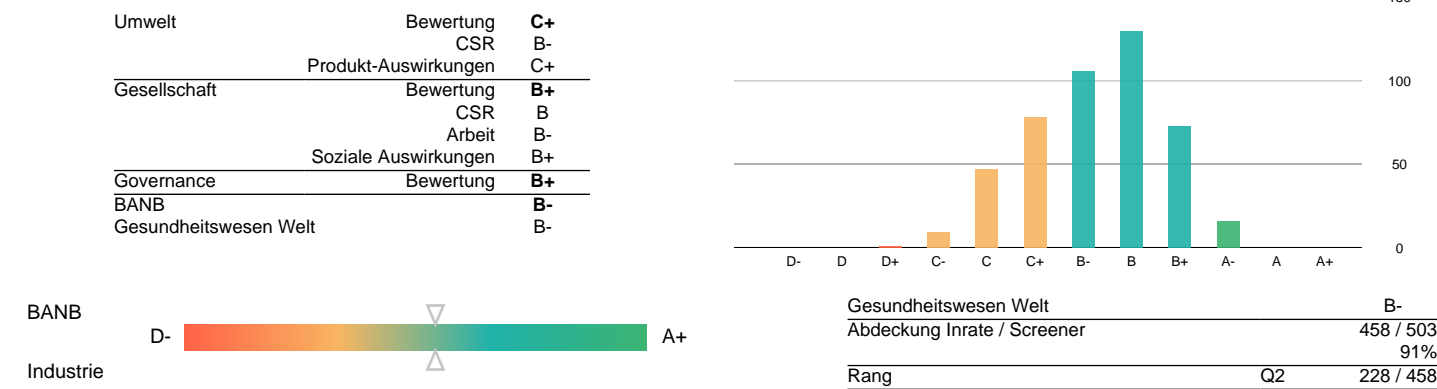 Umwelt Bewertung C+
CSR B-
Produkt-Auswirkungen C+
Gesellschaft Bewertung B+
CSR B
Arbeit B-
Soziale Auswirkungen B+
Governance Bewertung B+
BANB B-
Gesundheitswesen Welt B-
100
50
0
D- D D+ C- C C+ B- B B+ A- A A+
BANB
D- A+
Industrie
Gesundheitswesen Welt B-
Abdeckung Inrate / Screener 458 / 503
91%
Rang Q2 228 / 458